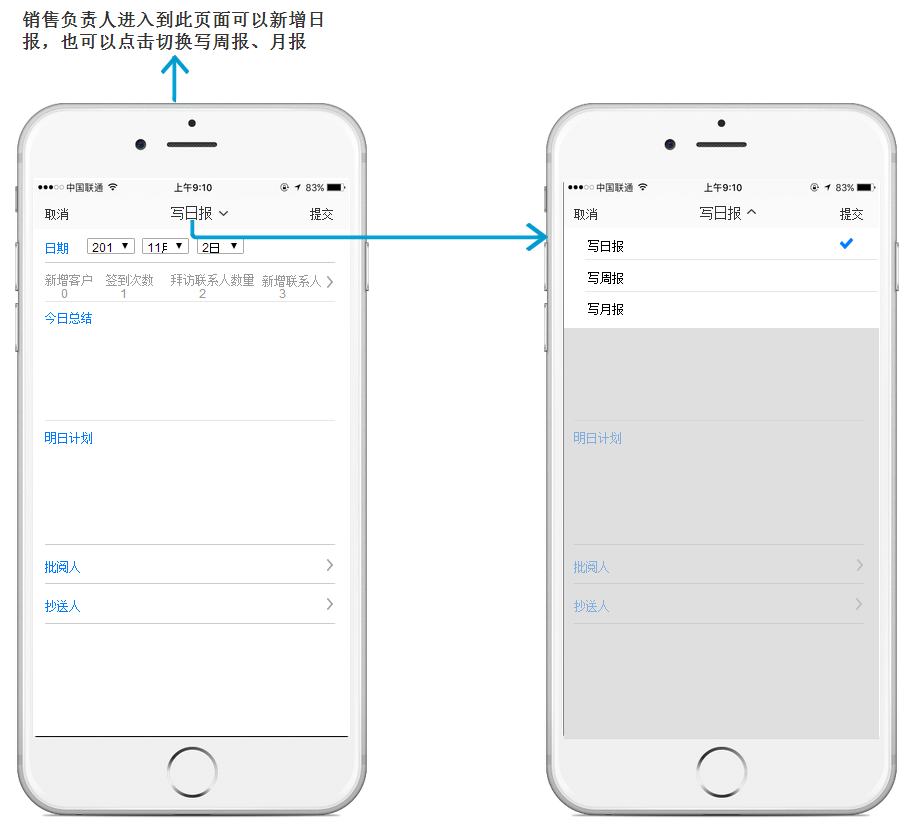 销售负责人进入到此页面可以新增日
报，也可以点击切换写周报、月报
中国联通 上午9:10 83%
取消 写日报 提交
日期 201 11月 2日
新增客户 签到次数 拜访联系人数量 新增联系人
0 1 2 3
今日总结
明日计划
批阅人
抄送人
中国联通 上午9:10 83%
取消 写日报 提交
写日报
写周报
写月报
明日计划
批阅人
抄送人